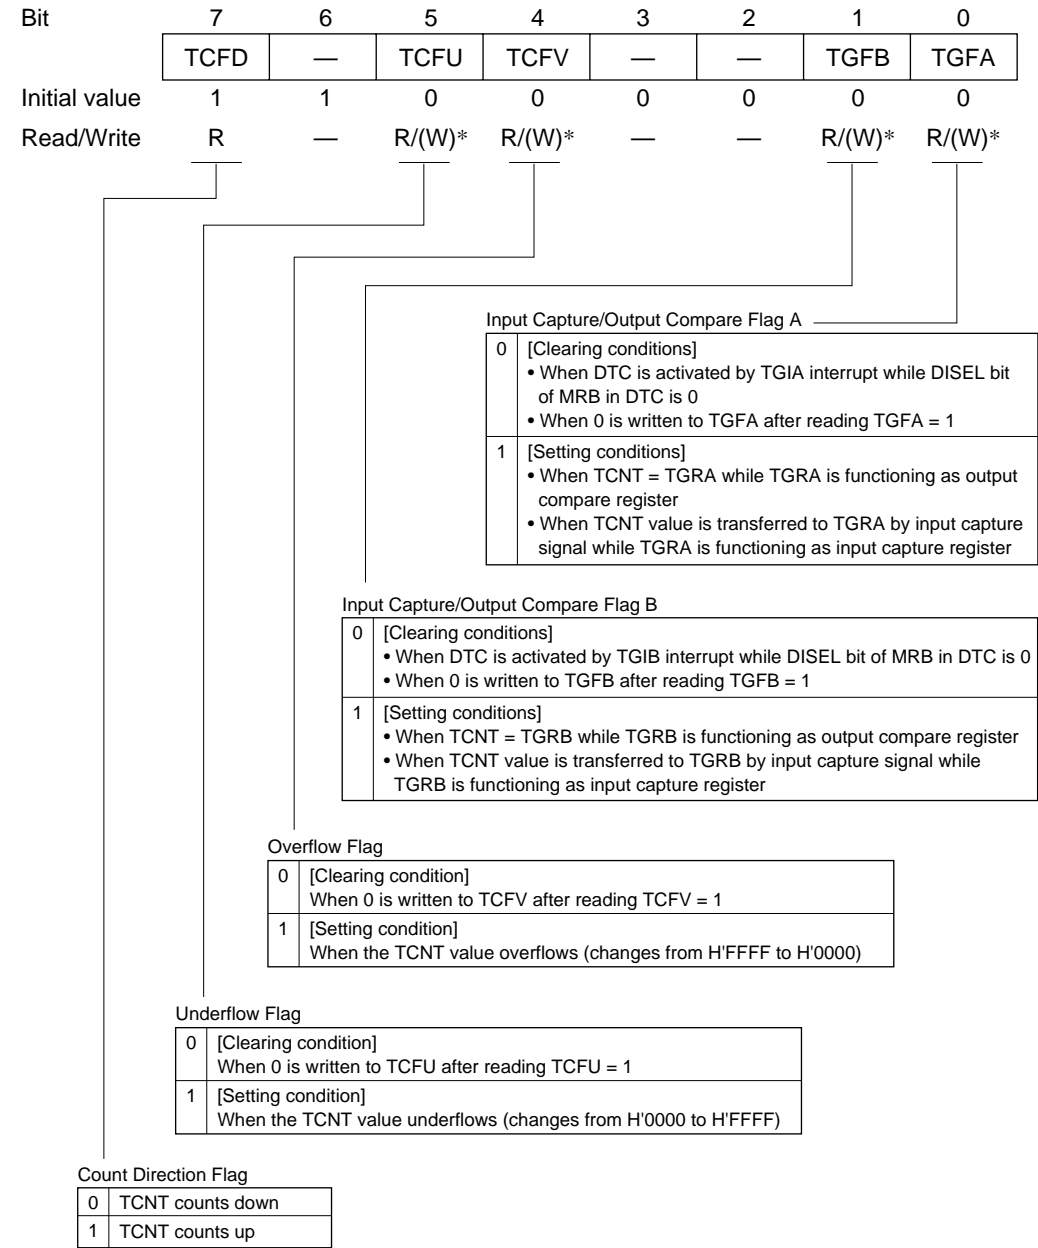 Bit 7 6 5 4 3 2 1 0
TCFD — TCFU TCFV — — TGFB TGFA
Initial value 1 1 0 0 0 0 0 0
Read/Write R — R/(W)* R/(W)* — — R/(W)* R/(W)*
Input Capture/Output Compare Flag A
0 [Clearing conditions]
• When DTC is activated by TGIA interrupt while DISEL bit
of MRB in DTC is 0
• When 0 is written to TGFA after reading TGFA = 1
1 [Setting conditions]
• When TCNT = TGRA while TGRA is functioning as output
compare register
• When TCNT value is transferred to TGRA by input capture
signal while TGRA is functioning as input capture register
Input Capture/Output Compare Flag B
0 [Clearing conditions]
• When DTC is activated by TGIB interrupt while DISEL bit of MRB in DTC is 0
• When 0 is written to TGFB after reading TGFB = 1
1 [Setting conditions]
• When TCNT = TGRB while TGRB is functioning as output compare register
• When TCNT value is transferred to TGRB by input capture signal while
TGRB is functioning as input capture register
Overflow Flag
0 [Clearing condition]
When 0 is written to TCFV after reading TCFV = 1
1 [Setting condition]
When the TCNT value overflows (changes from H'FFFF to H'0000)
Underflow Flag
0 [Clearing condition]
When 0 is written to TCFU after reading TCFU = 1
1 [Setting condition]
When the TCNT value underflows (changes from H'0000 to H'FFFF)
Count Direction Flag
0 TCNT counts down
1 TCNT counts up